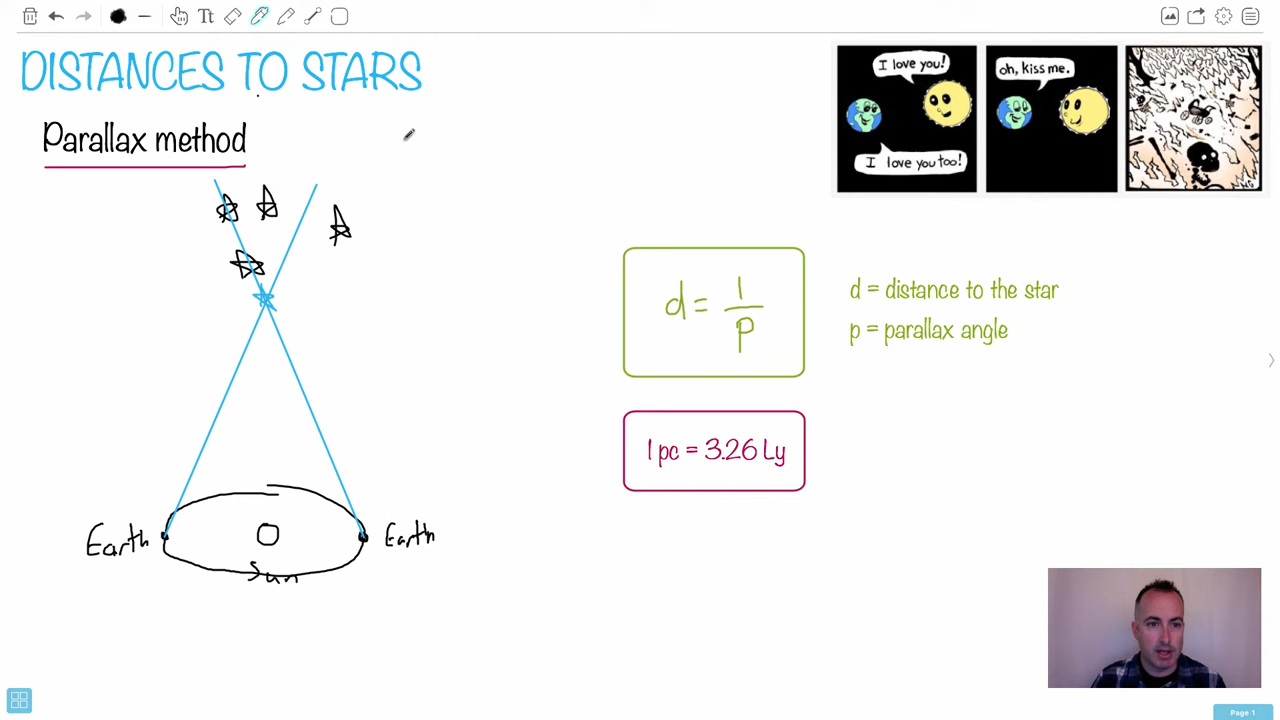 Tt
DISTANCES TO STARS
Parallax method
I love you!
I love you too!
oh, kiss me.
d = 1/p
d = distance to the star
p = parallax angle
1 pc = 3.26 Ly
Earth
Earth
Sun
Page 1